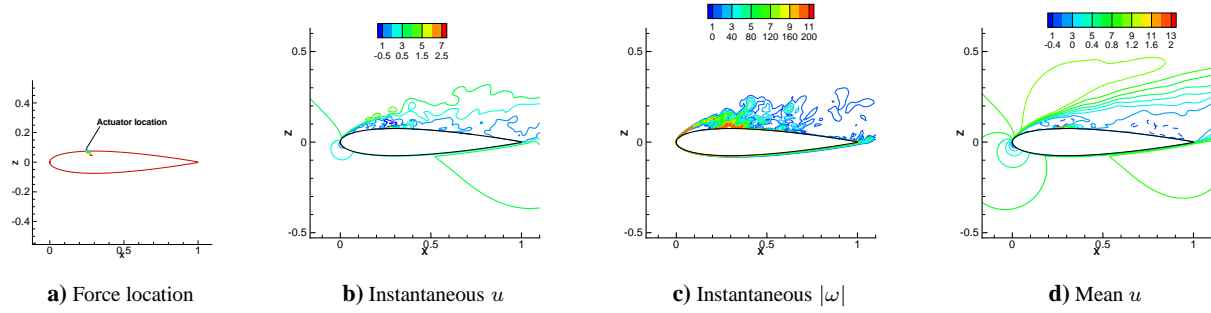 0.4
0.2
0
-0.2
-0.4
z
Actuator location
0
0.5
1
x
a) Force location
1 3 5 7
-0.5 0.5 1.5 2.5
0.5
0
-0.5
z
0
0.5
1
x
b) Instantaneous u
1 3 5 7 9 11
0 40 80 120 160 200
0.5
0
-0.5
z
0
0.5
1
X
c) Instantaneous |ω|
1 3 5 7 9 11 13
-0.4 0 0.4 0.8 1.2 1.6 2
0.5
0
-0.5
z
0
0.5
1
x
d) Mean u